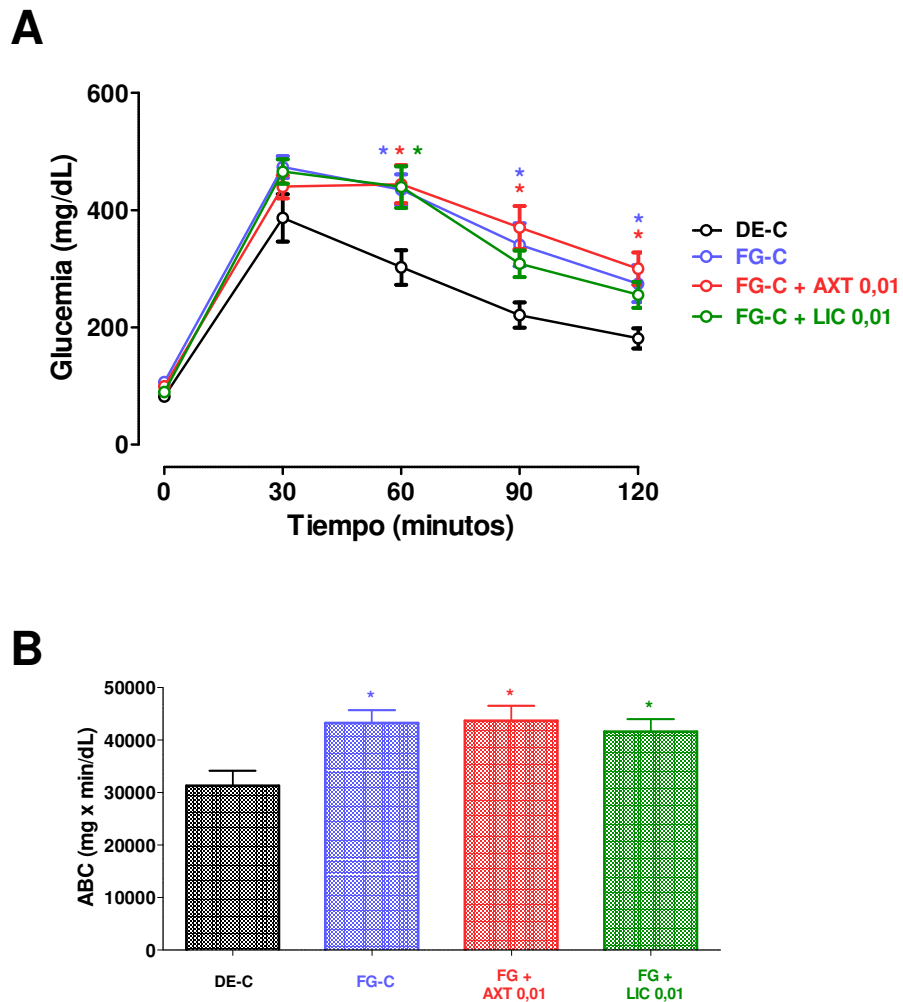 A
600
400
200
0
Glucemia (mg/dL)
* * *
*
*
*
*
0 30 60 90 120
Tiempo (minutos)
DE-C
FG-C
FG-C + AXT 0,01
FG-C + LIC 0,01
B
50000
40000
30000
20000
10000
0
ABC (mg x min/dL)
* * *
DE-C
FG-C
FG +
AXT 0,01
FG +
LIC 0,01